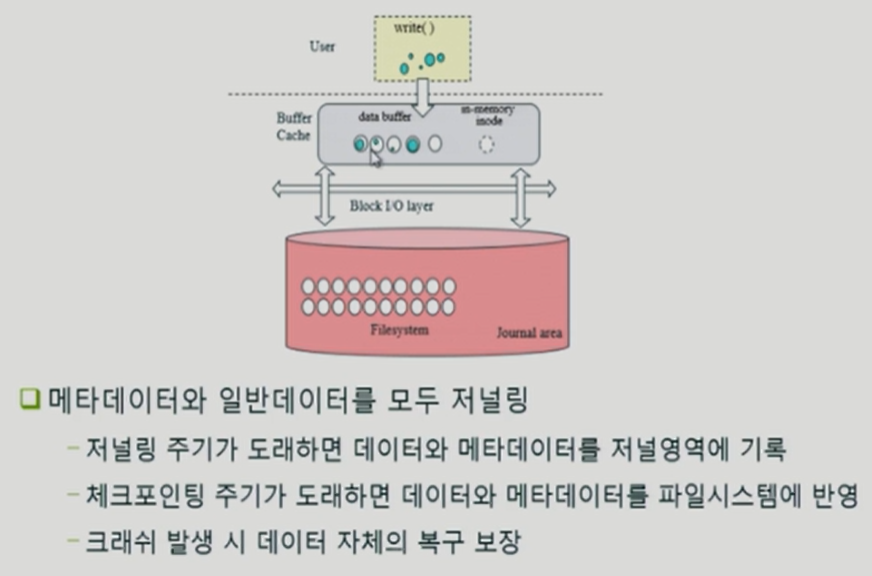 write( )
User
Buffer
Cache
data buffer
in-memory
inode
Block I/O layer
Filesystem
Journal area
메타데이터와 일반데이터를 모두 저널링
– 저널링 주기가 도래하면 데이터와 메타데이터를 저널영역에 기록
– 체크포인팅 주기가 도래하면 데이터와 메타데이터를 파일시스템에 반영
– 크래쉬 발생 시 데이터 자체의 복구 보장